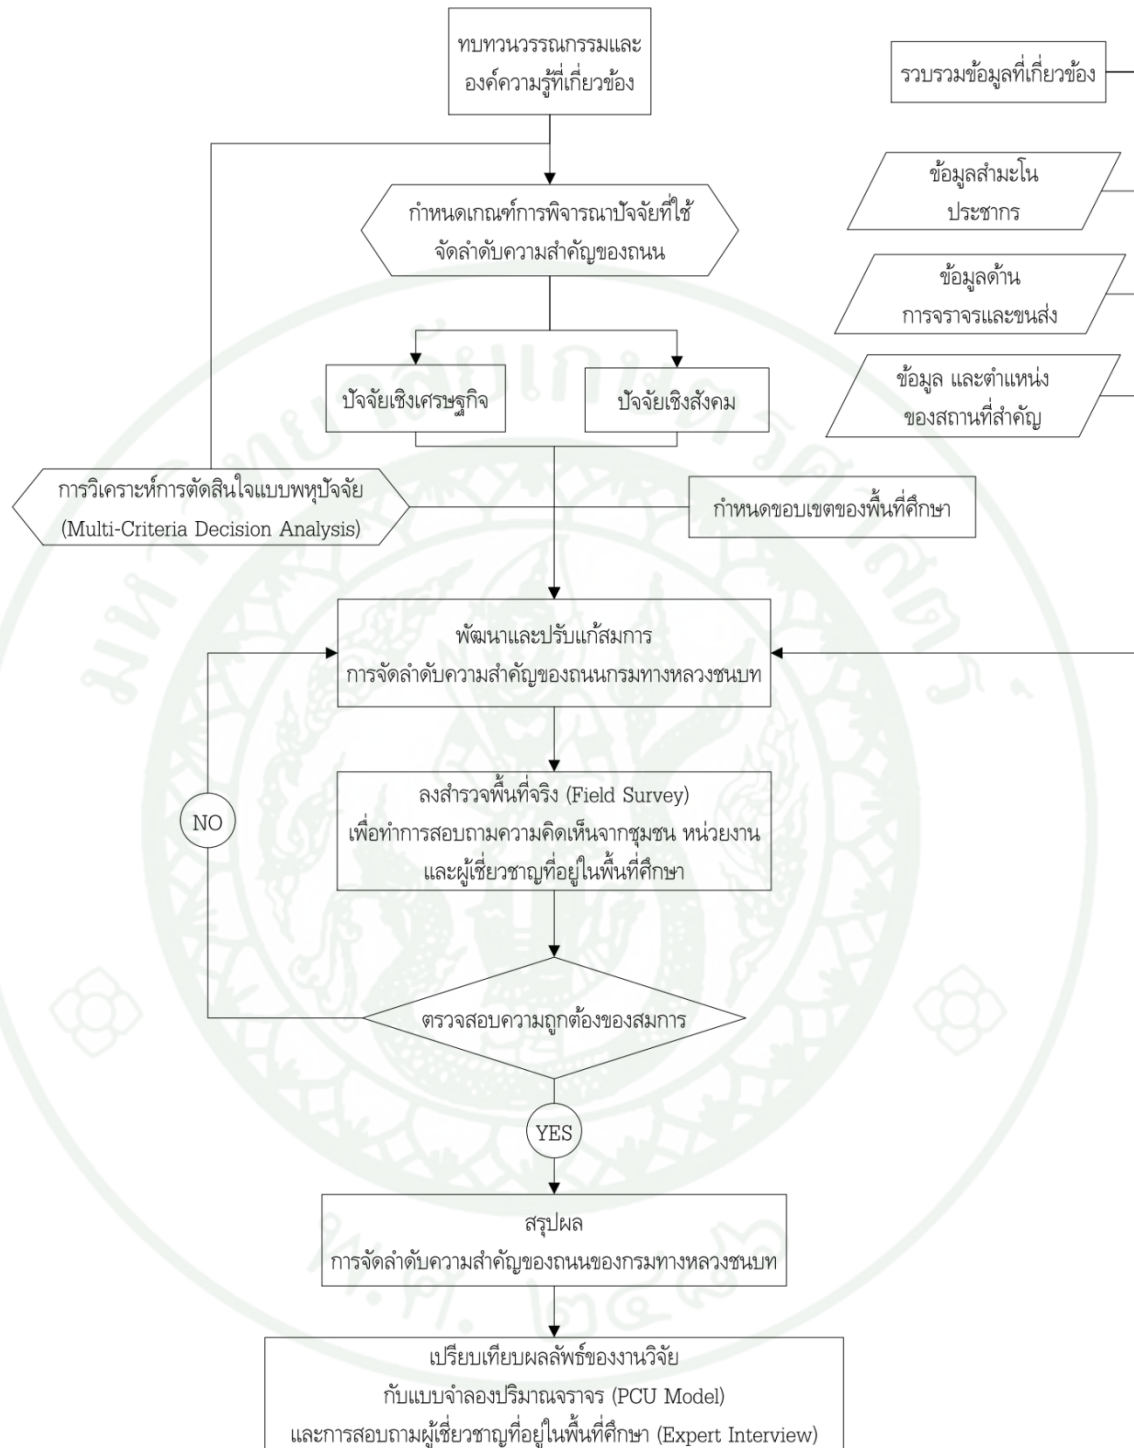 ทบทวนวรรณกรรมและ
องค์ความรู้ที่เกี่ยวข้อง
รวบรวมข้อมูลที่เกี่ยวข้อง
ข้อมูลสำมะโน
ประชากร
กำหนดเกณฑ์การพิจารณาปัจจัยที่ใช้
จัดลำดับความสำคัญของถนน
ข้อมูลด้าน
การจราจรและขนส่ง
ปัจจัยเชิงเศรษฐกิจ
ปัจจัยเชิงสังคม
ข้อมูล และตำแหน่ง
ของสถานที่สำคัญ
การวิเคราะห์การตัดสินใจแบบพหุปัจจัย
(Multi-Criteria Decision Analysis)
กำหนดขอบเขตของพื้นที่ศึกษา
พัฒนาและปรับแก้สมการ
การจัดลำดับความสำคัญของถนนกรมทางหลวงชนบท
ลงสำรวจพื้นที่จริง (Field Survey)
เพื่อทำการสอบถามความคิดเห็นจากชุมชน หน่วยงาน
และผู้เชี่ยวชาญที่อยู่ในพื้นที่ศึกษา
NO
ตรวจสอบความถูกต้องของสมการ
YES
สรุปผล
การจัดลำดับความสำคัญของถนนของกรมทางหลวงชนบท
เปรียบเทียบผลลัพธ์ของงานวิจัย
กับแบบจำลองปริมาณจราจร (PCU Model)
และการสอบถามผู้เชี่ยวชาญที่อยู่ในพื้นที่ศึกษา (Expert Interview)
มหาวิทยาลัยเกษตรศาสตร์
พ.ศ. ๒๔๘๖